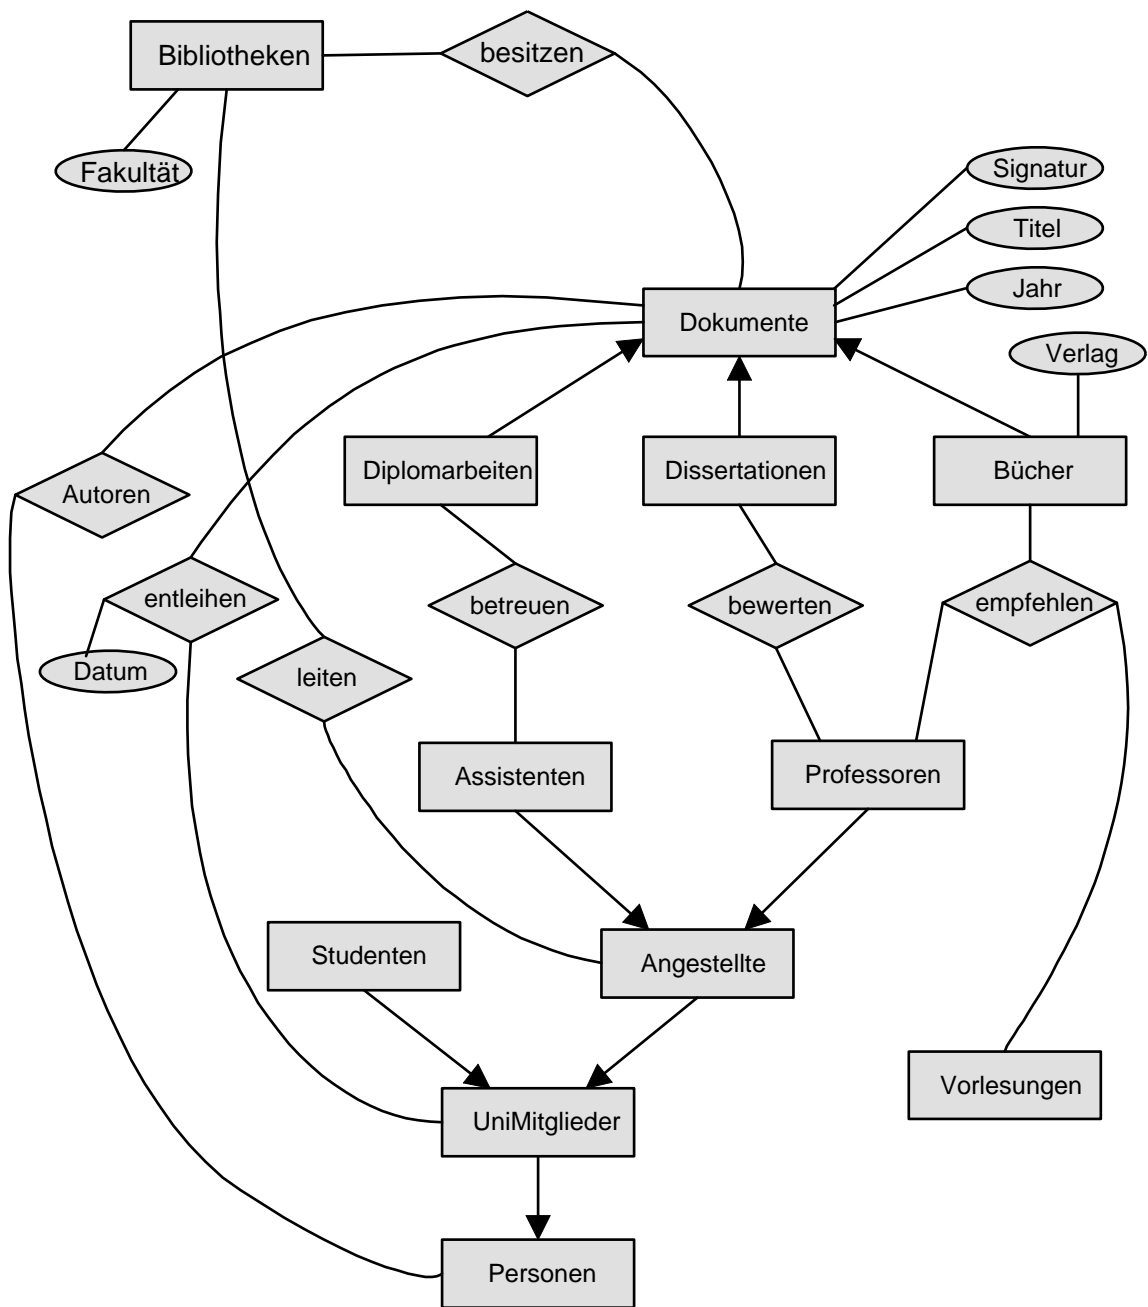 Bibliotheken
besitzen
Fakultät
Signatur
Titel
Jahr
Dokumente
Verlag
Diplomarbeiten
Dissertationen
Bücher
Autoren
entleihen
betreuen
bewerten
empfehlen
Datum
leiten
Assistenten
Professoren
Studenten
Angestellte
Vorlesungen
UniMitglieder
Personen